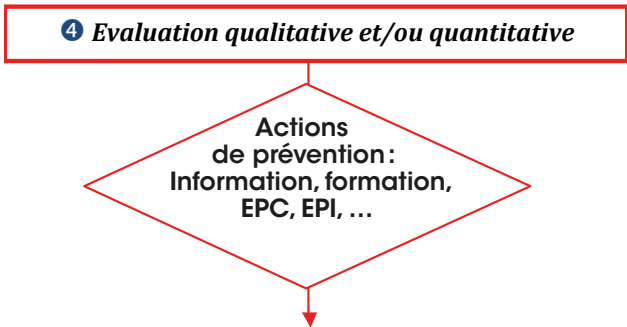 ❹ Evaluation qualitative et/ou quantitative
Actions
de prévention :
Information, formation,
EPC, EPI, ...